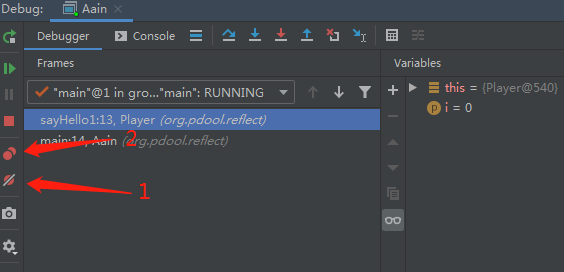 Debug:
Aain
Debugger
Console
Frames
Variables
"main"@1 in gro..."main": RUNNING
this = {Player@540}
i = 0
p
sayHello1:13, Player (org.pdool.reflect)
main:14, Aain (org.pdool.reflect)
2
1